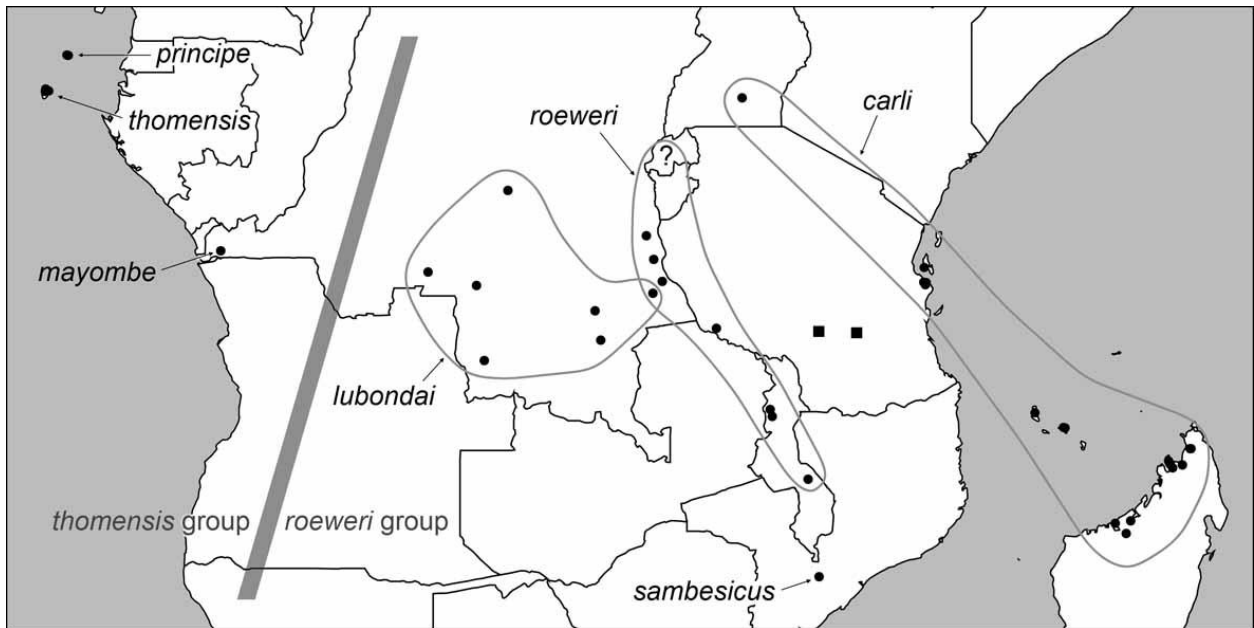 principe
thomensis
roeweri
carli
?
mayombe
lubondai
thomensis group
roeweri group
sambesicus